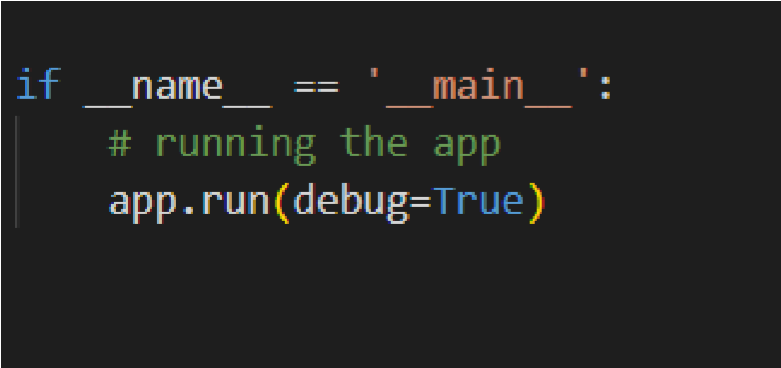 if __name__ == '__main__':
    # running the app
    app.run(debug=True)